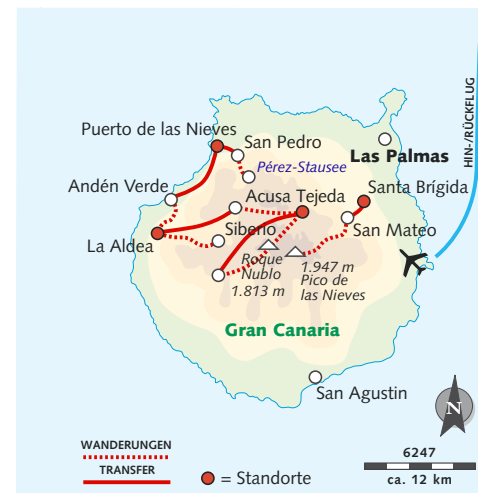 HIN-/RÜCKFLUG
Puerto de las Nieves
San Pedro
Las Palmas
Pérez-Stausee
Andén Verde
Acusa Tejeda
Santa Brígida
La Aldea
Siberio
San Mateo
Roque
Nublo
1.813 m
1.947 m
Pico de
las Nieves
Gran Canaria
San Agustin
N
WANDERUNGEN
TRANSFER
= Standorte
6247
ca. 12 km